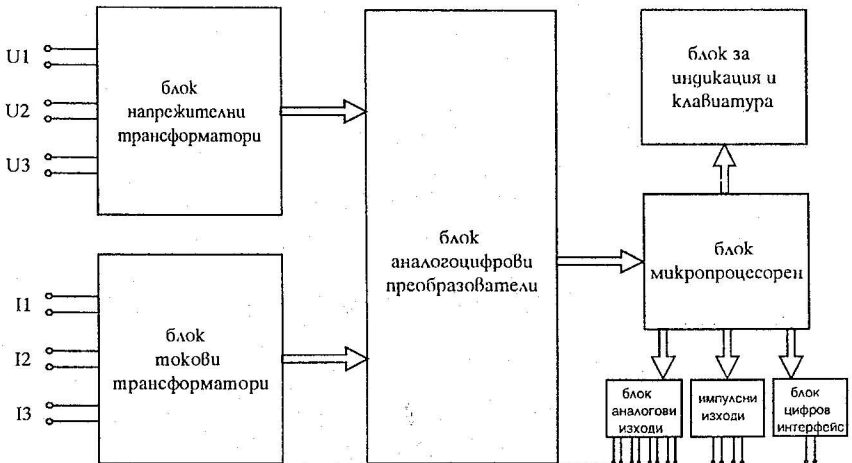 U1
U2
U3
блок
напрежителни
трансформатори
I1
I2
I3
блок
токови
трансформатори
блок
аналогоцифрови
преобразователи
блок за
индикация и
клавиатура
блок
микропроцесорен
блок
аналогови
изходи
импулсни
изходи
блок
цифров
интерфейс